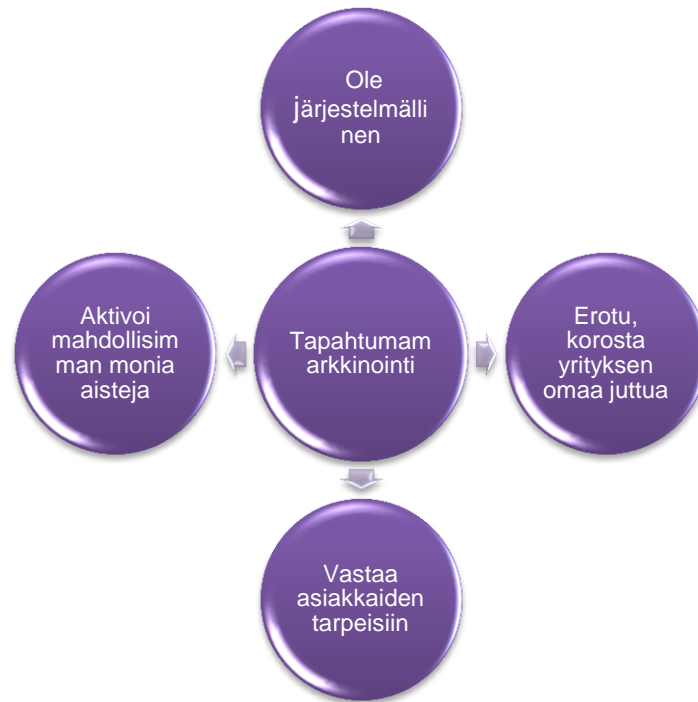 Ole
järjestelmälli
nen
Aktivoi
mahdollisim
man monia
aisteja
Tapahtumam
arkkinointi
Erotu,
korosta
yrityksen
omaa juttua
Vastaa
asiakkaiden
tarpeisiin